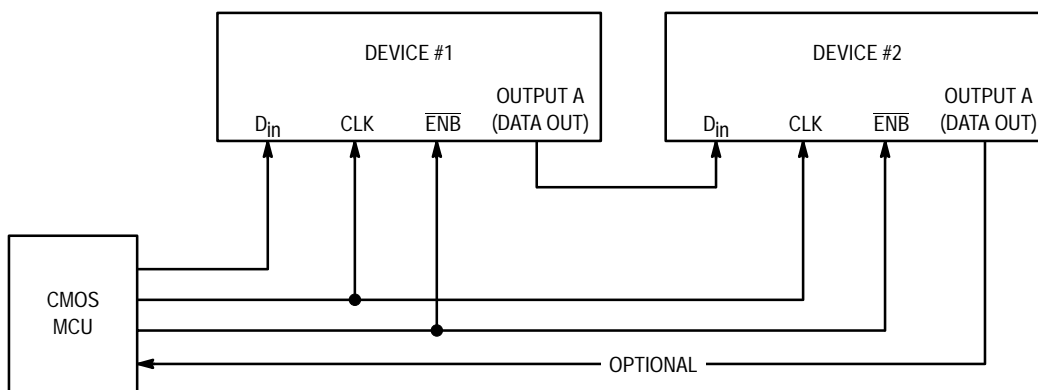 DEVICE #1
OUTPUT A
(DATA OUT)
Din
CLK
ENB
DEVICE #2
OUTPUT A
(DATA OUT)
Din
CLK
ENB
CMOS
MCU
OPTIONAL